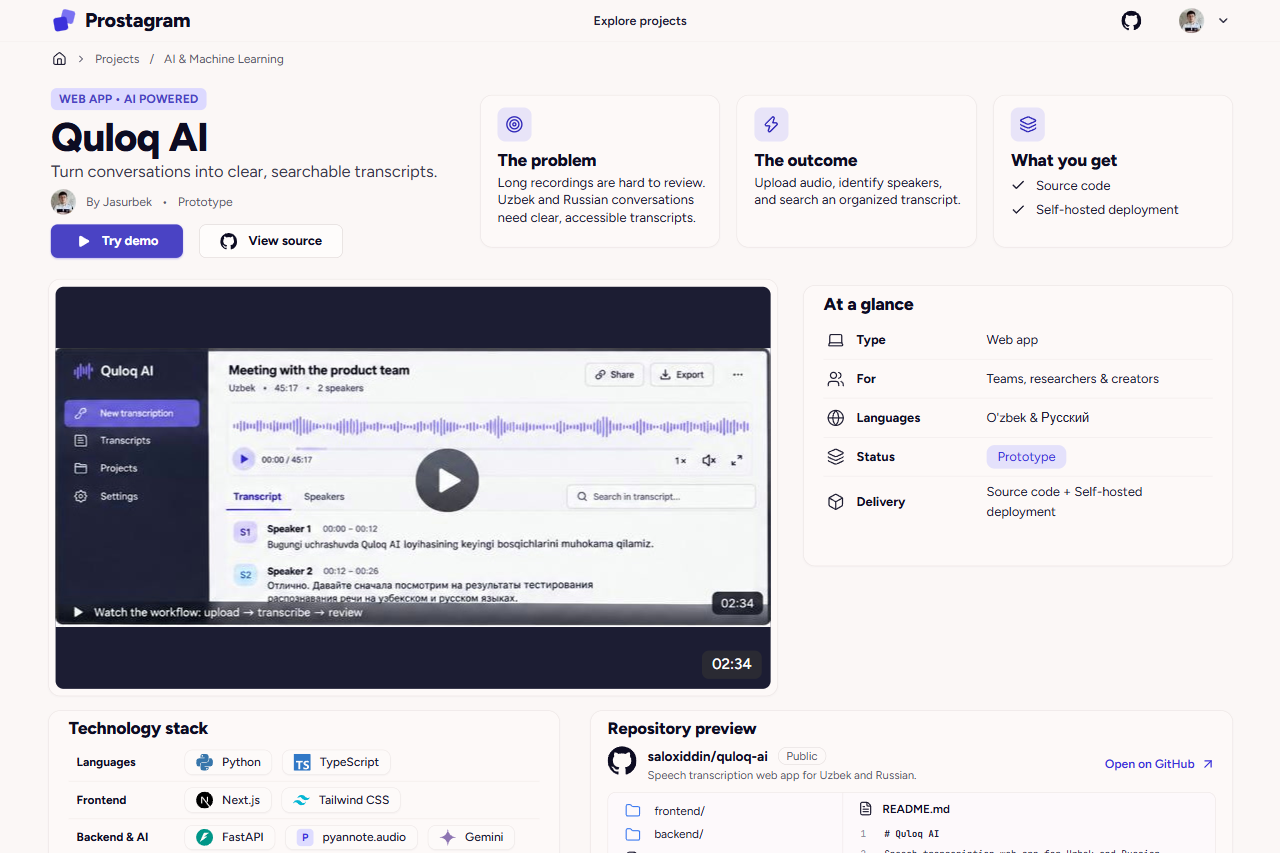 Prostagram
Explore projects
Projects / AI & Machine Learning
WEB APP • AI POWERED
Quloq AI
Turn conversations into clear, searchable transcripts.
By Jasurbek • Prototype
Try demo
View source
The problem
Long recordings are hard to review.
Uzbek and Russian conversations
need clear, accessible transcripts.
The outcome
Upload audio, identify speakers,
and search an organized transcript.
What you get
Source code
Self-hosted deployment
Quloq AI
New transcription
Transcripts
Projects
Settings
Meeting with the product team
Uzbek • 45:17 • 2 speakers
Share
Export
00:00 / 45:17
1×
Transcript
Speakers
Search in transcript...
S1
Speaker 1 00:00 – 00:12
Bugungi uchrashuvda Quloq AI loyihasining keyingi bosqichlarini muhokama qilamiz.
S2
Speaker 2 00:12 – 00:26
Отлично. Давайте сначала посмотрим на результаты тестирования
распознавания речи на узбекском и русском языках.
Watch the workflow: upload → transcribe → review
02:34
02:34
At a glance
Type Web app
For Teams, researchers & creators
Languages O'zbek & Русский
Status Prototype
Delivery Source code + Self-hosted
deployment
Technology stack
Languages Python TS TypeScript
Frontend N Next.js Tailwind CSS
Backend & AI FastAPI P pyannote.audio Gemini
Repository preview
saloxiddin/quloq-ai Public
Speech transcription web app for Uzbek and Russian.
Open on GitHub
frontend/
backend/
README.md
1 # Quloq AI